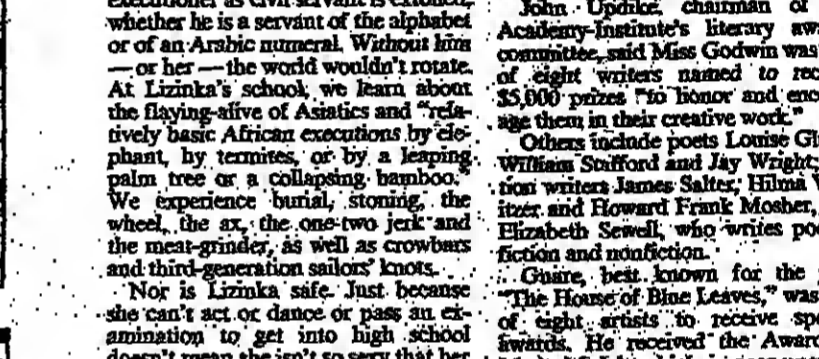 whether he is a servant of the alphabet
or of an Arabic numeral. Without him
—or her—the world wouldn't rotate.
At Lizinka's school, we learn about
the flaying-alive of Asiatics and "rela-
tively basic African executions by ele-
phant, by termites, or by a leaping
palm tree or a collapsing bamboo."
We experience burial, stoning, the
wheel, the ax, the one-two jerk and
the meat-grinder, as well as crowbars
and third-generation sailors' knots.
Nor is Lizinka safe. Just because
she can't act or dance or pass an ex-
amination to get into high school
doesn't mean she isn't so sexy that her
John Updike, chairman of
Academy-Institute's literary
committee, said Miss Godwin was
of eight writers named to
$5,000 prizes "to honor and
age them in their creative work."
Others include poets Louise
William Stafford and Jay Wright;
tion writers James Salter, Hilma
itzer and Howard Frank Mosher,
Elizabeth Sewell, who writes
fiction and nonfiction.
Guare, best known for the
"The House of Blue Leaves," was
of eight artists to receive
awards. He received the Award